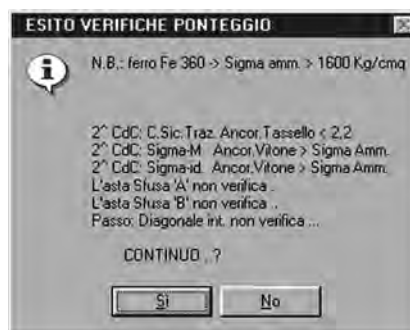 ESITO VERIFICHE PONTEGGIO
N.B.: ferro Fe 360 -> Sigma amm. > 1600 Kg/cmq
2^ CdC: C.Sic.Traz. Ancor.Tassello < 2,2
2^ CdC: Sigma-M Ancor.Vitone > Sigma Amm.
2^ CdC: Sigma-id Ancor.Vitone > Sigma Amm.
L'asta Sfusa 'A' non verifica .
L'asta Sfusa 'B' non verifica ..
Passo: Diagonale int. non verifica ...
CONTINUO ..?
Sì
No